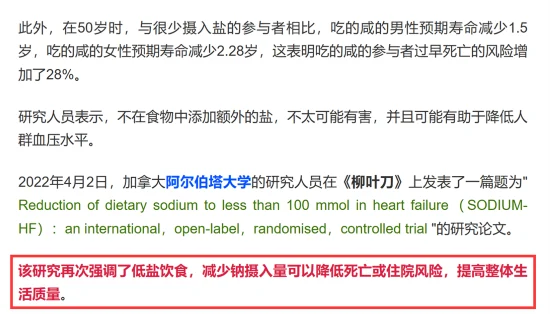 此外，在50岁时，与很少摄入盐的参与者相比，吃的咸的男性预期寿命减少1.5
岁，吃的咸的女性预期寿命减少2.28岁，这表明吃的咸的参与者过早死亡的风险增
加了28%。
研究人员表示，不在食物中添加额外的盐，不太可能有害，并且可能有助于降低人
群血压水平。
2022年4月2日，加拿大阿尔伯塔大学的研究人员在《柳叶刀》上发表了一篇题为"
Reduction of dietary sodium to less than 100 mmol in heart failure（SODIUM-
HF）: an international, open-label, randomised, controlled trial "的研究论文。
该研究再次强调了低盐饮食，减少钠摄入量可以降低死亡或住院风险，提高整体生
活质量。